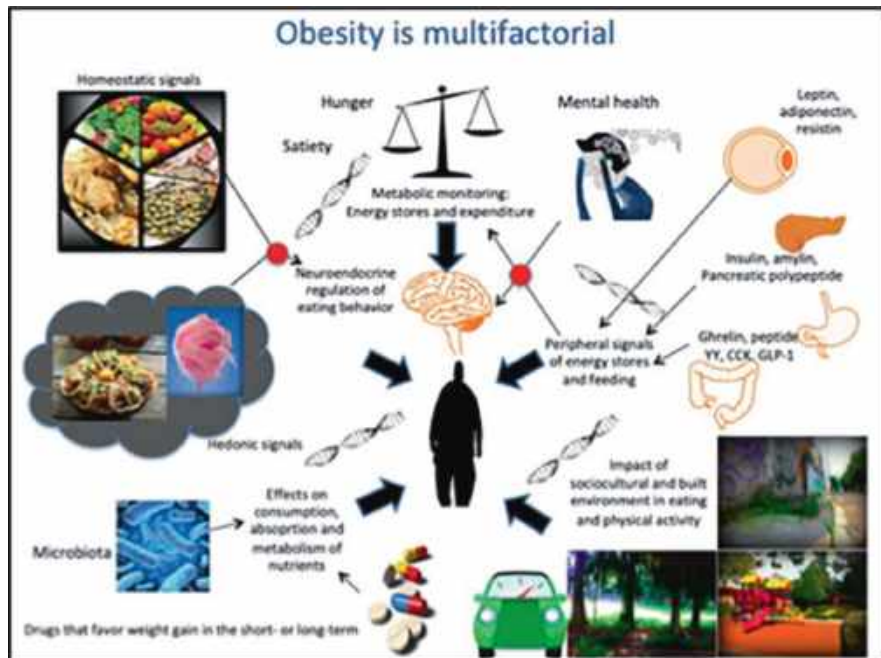 Obesity is multifactorial
Homeostatic signals
Hunger
Satiety
Metabolic monitoring:
Energy stores and expenditure
Mental health
Leptin,
adiponectin,
resistin
Neuroendocrine
regulation of
eating behavior
Insulin, amylin,
Pancreatic polypeptide
Peripheral signals
of energy stores
and feeding
Ghrelin, peptide
YY, CCK, GLP-1
Hedonic signals
Impact of
sociocultural and built
environment in eating
and physical activity
Microbiota
Effects on
consumption,
absoprtion and
metabolism of
nutrients
Drugs that favor weight gain in the short- or long-term